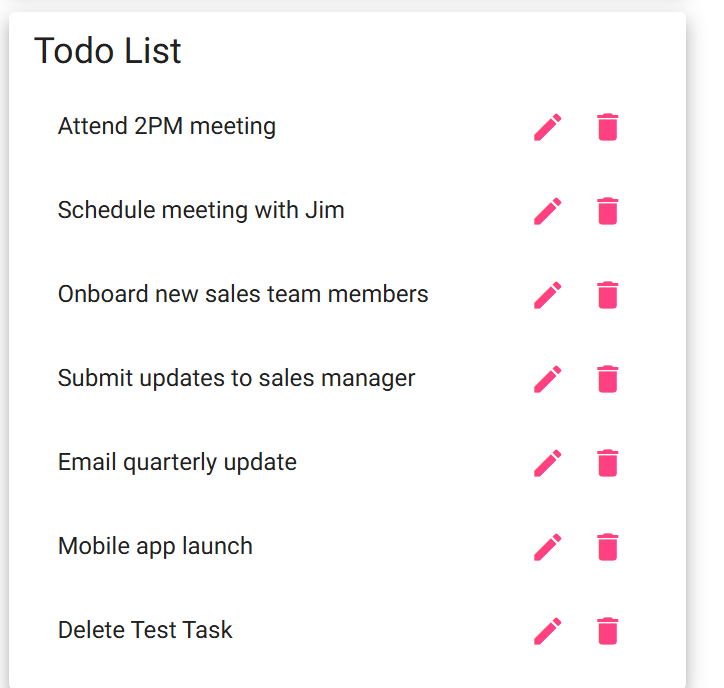 Todo List
Attend 2PM meeting
Schedule meeting with Jim
Onboard new sales team members
Submit updates to sales manager
Email quarterly update
Mobile app launch
Delete Test Task